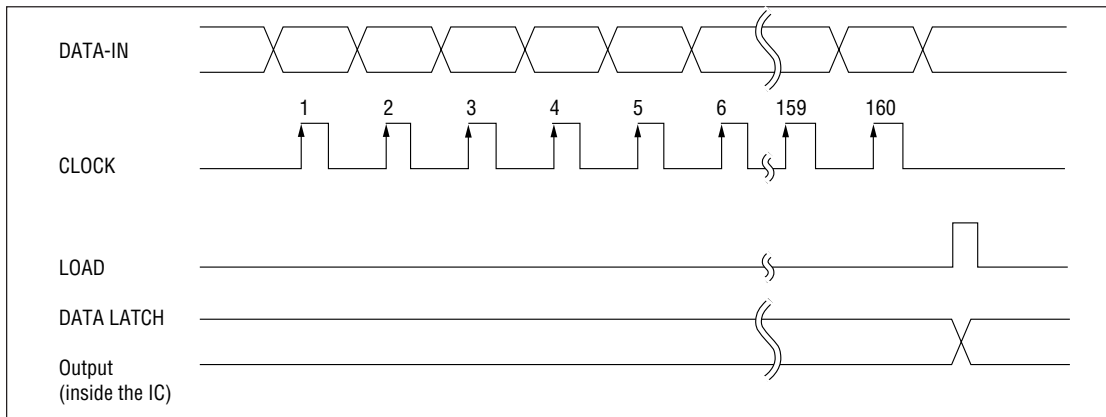 DATA-IN
1 2 3 4 5 6 159 160
CLOCK
LOAD
DATA LATCH
Output
(inside the IC)